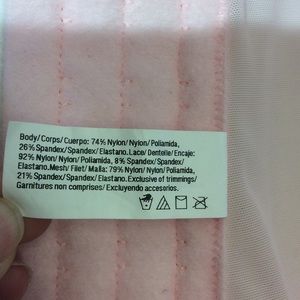 Body/Corps/Cuerpo: 74% Nylon/Nylon/Poliamida,
26% Spandex/Spandex/Elastano.Lace/Dentelle/Encaje:
92% Nylon/Nylon/Poliamida, 8% Spandex/Spandex/
Elastano.Mesh/Filet/Malla: 79% Nylon/Nylon/Poliamida,
21% Spandex/Spandex/Elastano. Exclusive of trimmings/
Garnitures non comprises/Excluyendo accesorios.